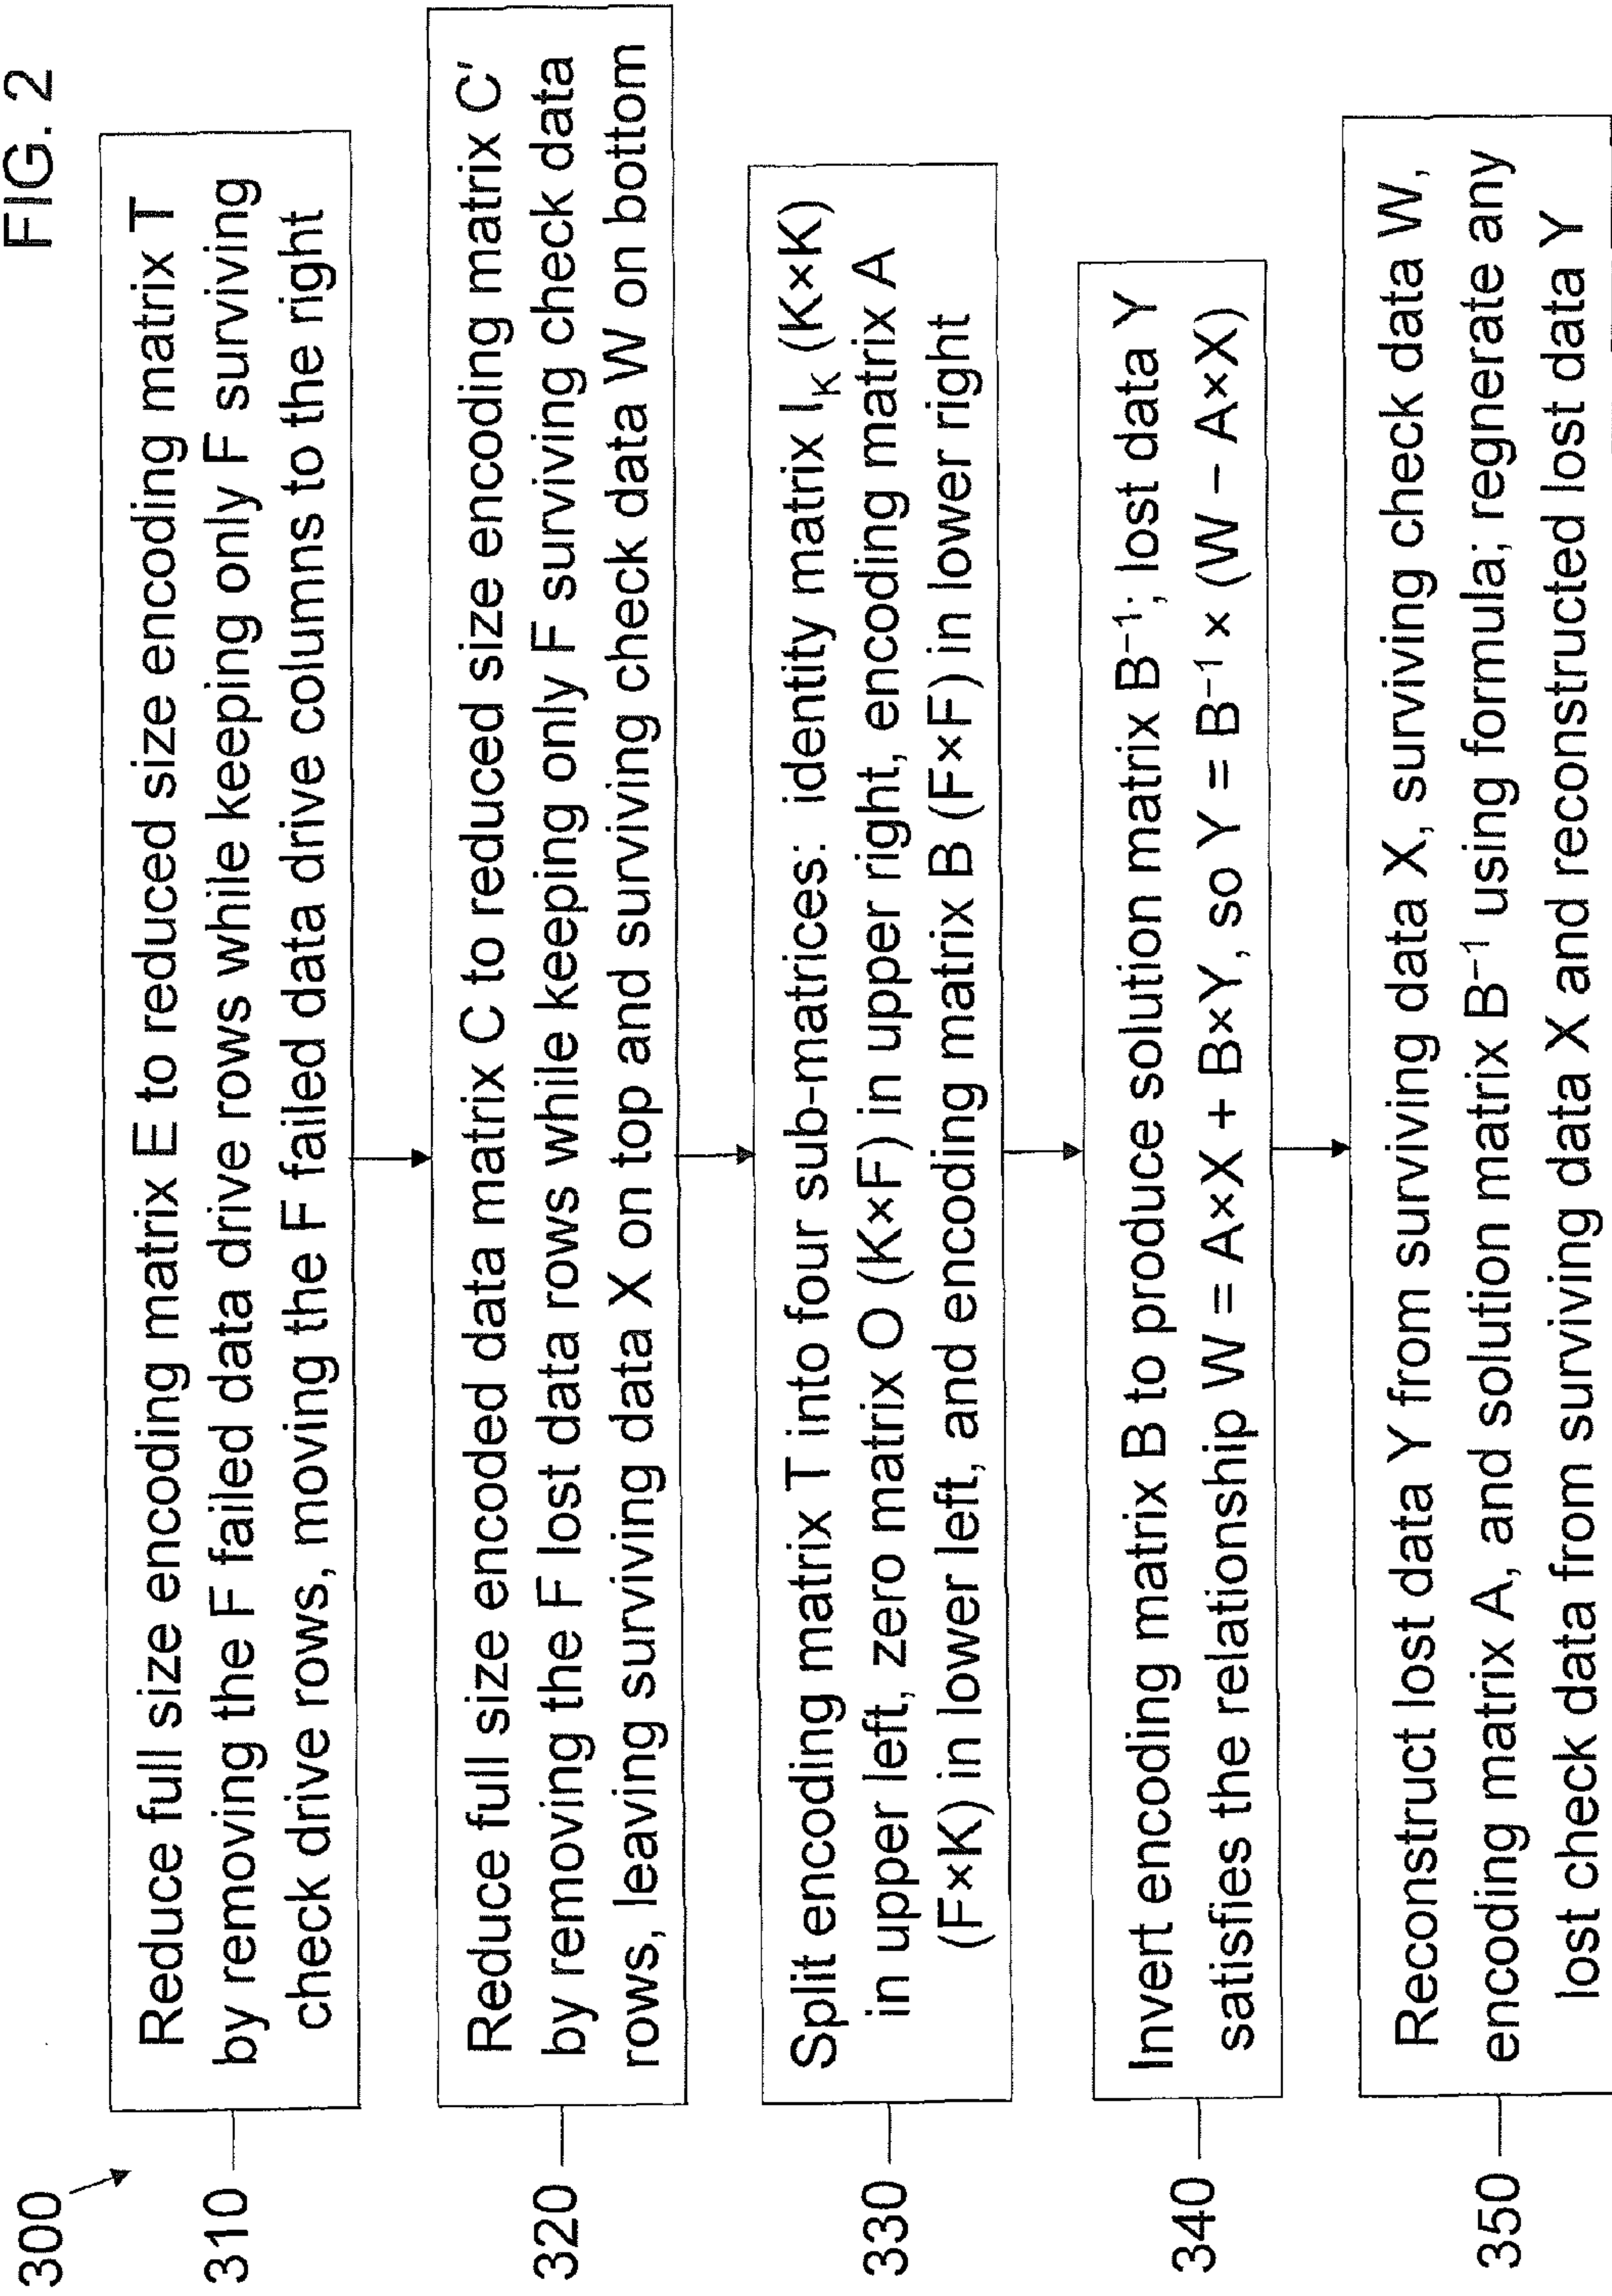 FIG. 2
300
310
Reduce full size encoding matrix E to reduced size encoding matrix T
by removing the F failed data drive rows while keeping only F surviving
check drive rows, moving the F failed data drive columns to the right
320
Reduce full size encoded data matrix C to reduced size encoding matrix C'
by removing the F lost data rows while keeping only F surviving check data
rows, leaving surviving data X on top and surviving check data W on bottom
330
Split encoding matrix T into four sub-matrices: identity matrix Iₖ (K×K)
in upper left, zero matrix O (K×F) in upper right, encoding matrix A
(F×K) in lower left, and encoding matrix B (F×F) in lower right
340
Invert encoding matrix B to produce solution matrix B⁻¹; lost data Y
satisfies the relationship W = A×X + B×Y, so Y = B⁻¹ × (W – A×X)
350
Reconstruct lost data Y from surviving data X, surviving check data W,
encoding matrix A, and solution matrix B⁻¹ using formula; regnerate any
lost check data from surviving data X and reconstructed lost data Y